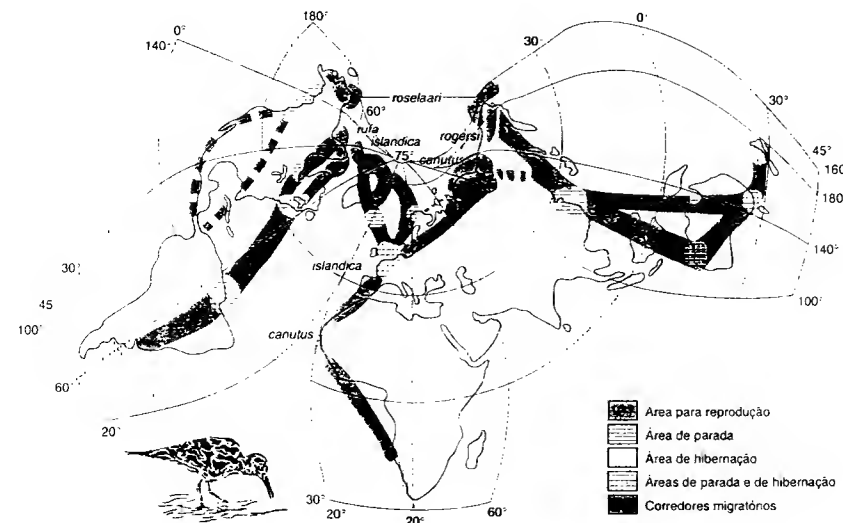 180°
0°
0°
140°
30°
30°
roselaari
60°
rufa
islandica
rogersi
45°
75°
canutus
160
180
140°
30
islandica
100°
45
100°
canutus
60
20°
Área para reprodução
Área de parada
Área de hibernação
Áreas de parada e de hibernação
Corredores migratórios
30°
20°
20°
60°